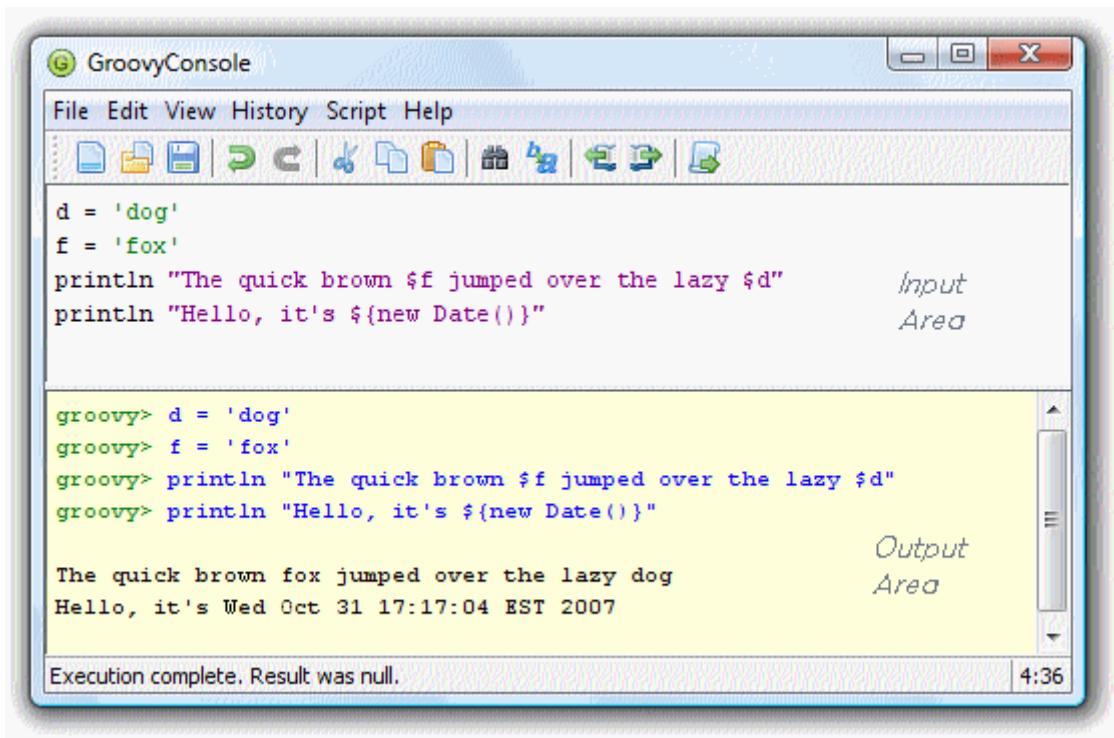 GroovyConsole
File Edit View History Script Help
d = 'dog'
f = 'fox'
println "The quick brown $f jumped over the lazy $d"
println "Hello, it's ${new Date()}"
Input
Area
groovy> d = 'dog'
groovy> f = 'fox'
groovy> println "The quick brown $f jumped over the lazy $d"
groovy> println "Hello, it's ${new Date()}"
The quick brown fox jumped over the lazy dog
Hello, it's Wed Oct 31 17:17:04 EST 2007
Output
Area
Execution complete. Result was null.
4:36